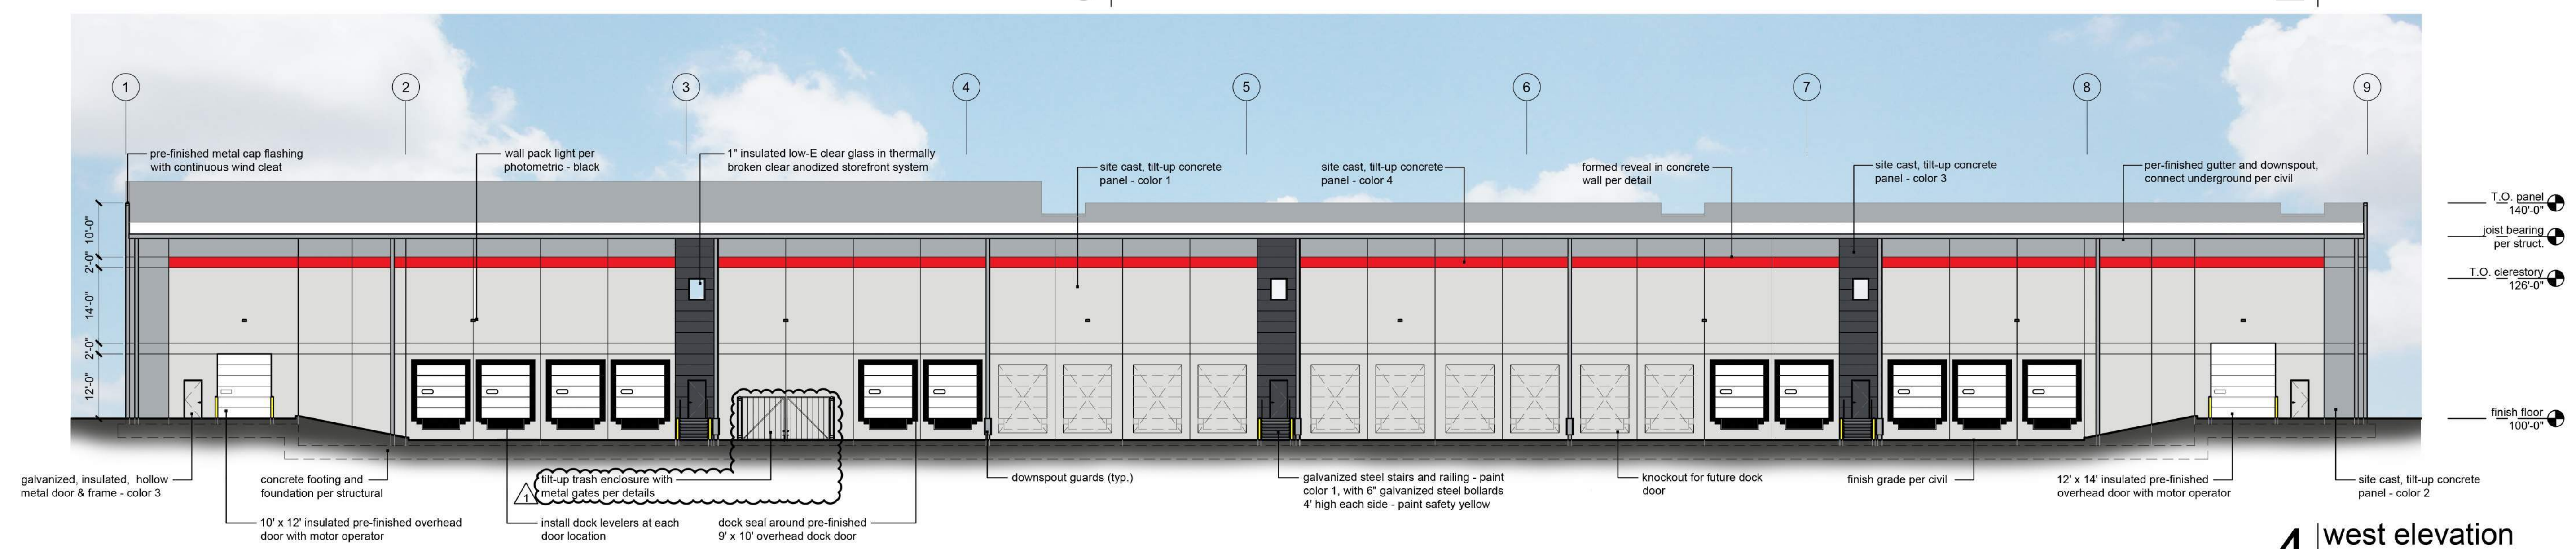 1
2
3
4
5
6
7
8
9
pre-finished metal cap flashing
with continuous wind cleat
wall pack light per
photometric - black
1" insulated low-E clear glass in thermally
broken clear anodized storefront system
site cast, tilt-up concrete
panel - color 1
site cast, tilt-up concrete
panel - color 4
formed reveal in concrete
wall per detail
site cast, tilt-up concrete
panel - color 3
per-finished gutter and downspout,
connect underground per civil
T.O. panel
140'-0"
joist bearing
per struct.
T.O. clerestory
126'-0"
finish floor
100'-0"
10'-0"
2'-0"
14'-0"
2'-0"
12'-0"
galvanized, insulated, hollow
metal door & frame - color 3
concrete footing and
foundation per structural
1
tilt-up trash enclosure with
metal gates per details
downspout guards (typ.)
galvanized steel stairs and railing - paint
color 1, with 6" galvanized steel bollards
4' high each side - paint safety yellow
knockout for future dock
door
finish grade per civil
12' x 14' insulated pre-finished
overhead door with motor operator
site cast, tilt-up concrete
panel - color 2
10' x 12' insulated pre-finished overhead
door with motor operator
install dock levelers at each
door location
dock seal around pre-finished
9' x 10' overhead dock door
4 west elevation